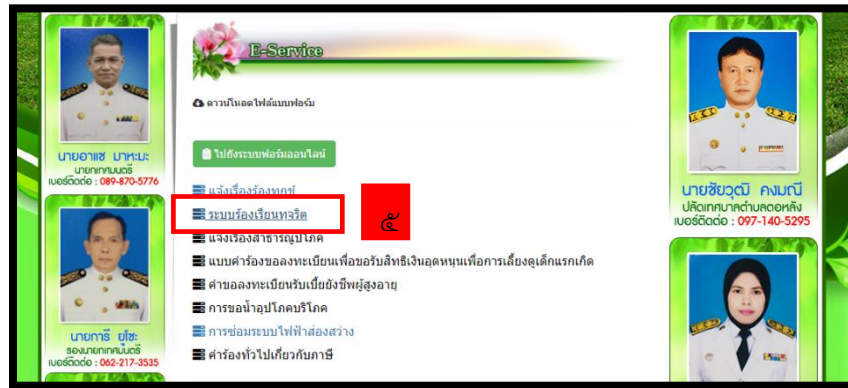 E-Service
ดาวน์โหลดไฟล์แบบฟอร์ม
ไปยังระบบฟอร์มออนไลน์
แจ้งเรื่องร้องทุกข์
ระบบร้องเรียนทุจริต
๕
แจ้งเรื่องสาธารณูปโภค
แบบคำร้องขอลงทะเบียนเพื่อขอรับสิทธิเงินอุดหนุนเพื่อการเลี้ยงดูเด็กแรกเกิด
คำขอลงทะเบียนรับเบี้ยยังชีพผู้สูงอายุ
การขอน้ำอุปโภคบริโภค
การซ่อมระบบไฟฟ้าส่องสว่าง
คำร้องทั่วไปเกี่ยวกับภาษี
นายอาแซ มาหะมะ
นายกเทศมนตรี
เบอร์ติดต่อ : 089-870-5776
นายการี ยูโซะ
รองนายกเทศมนตรี
เบอร์ติดต่อ : 062-217-3535
นายชัยวุฒิ คงมณี
ปลัดเทศบาลตำบลตอหลัง
เบอร์ติดต่อ : 097-140-5295